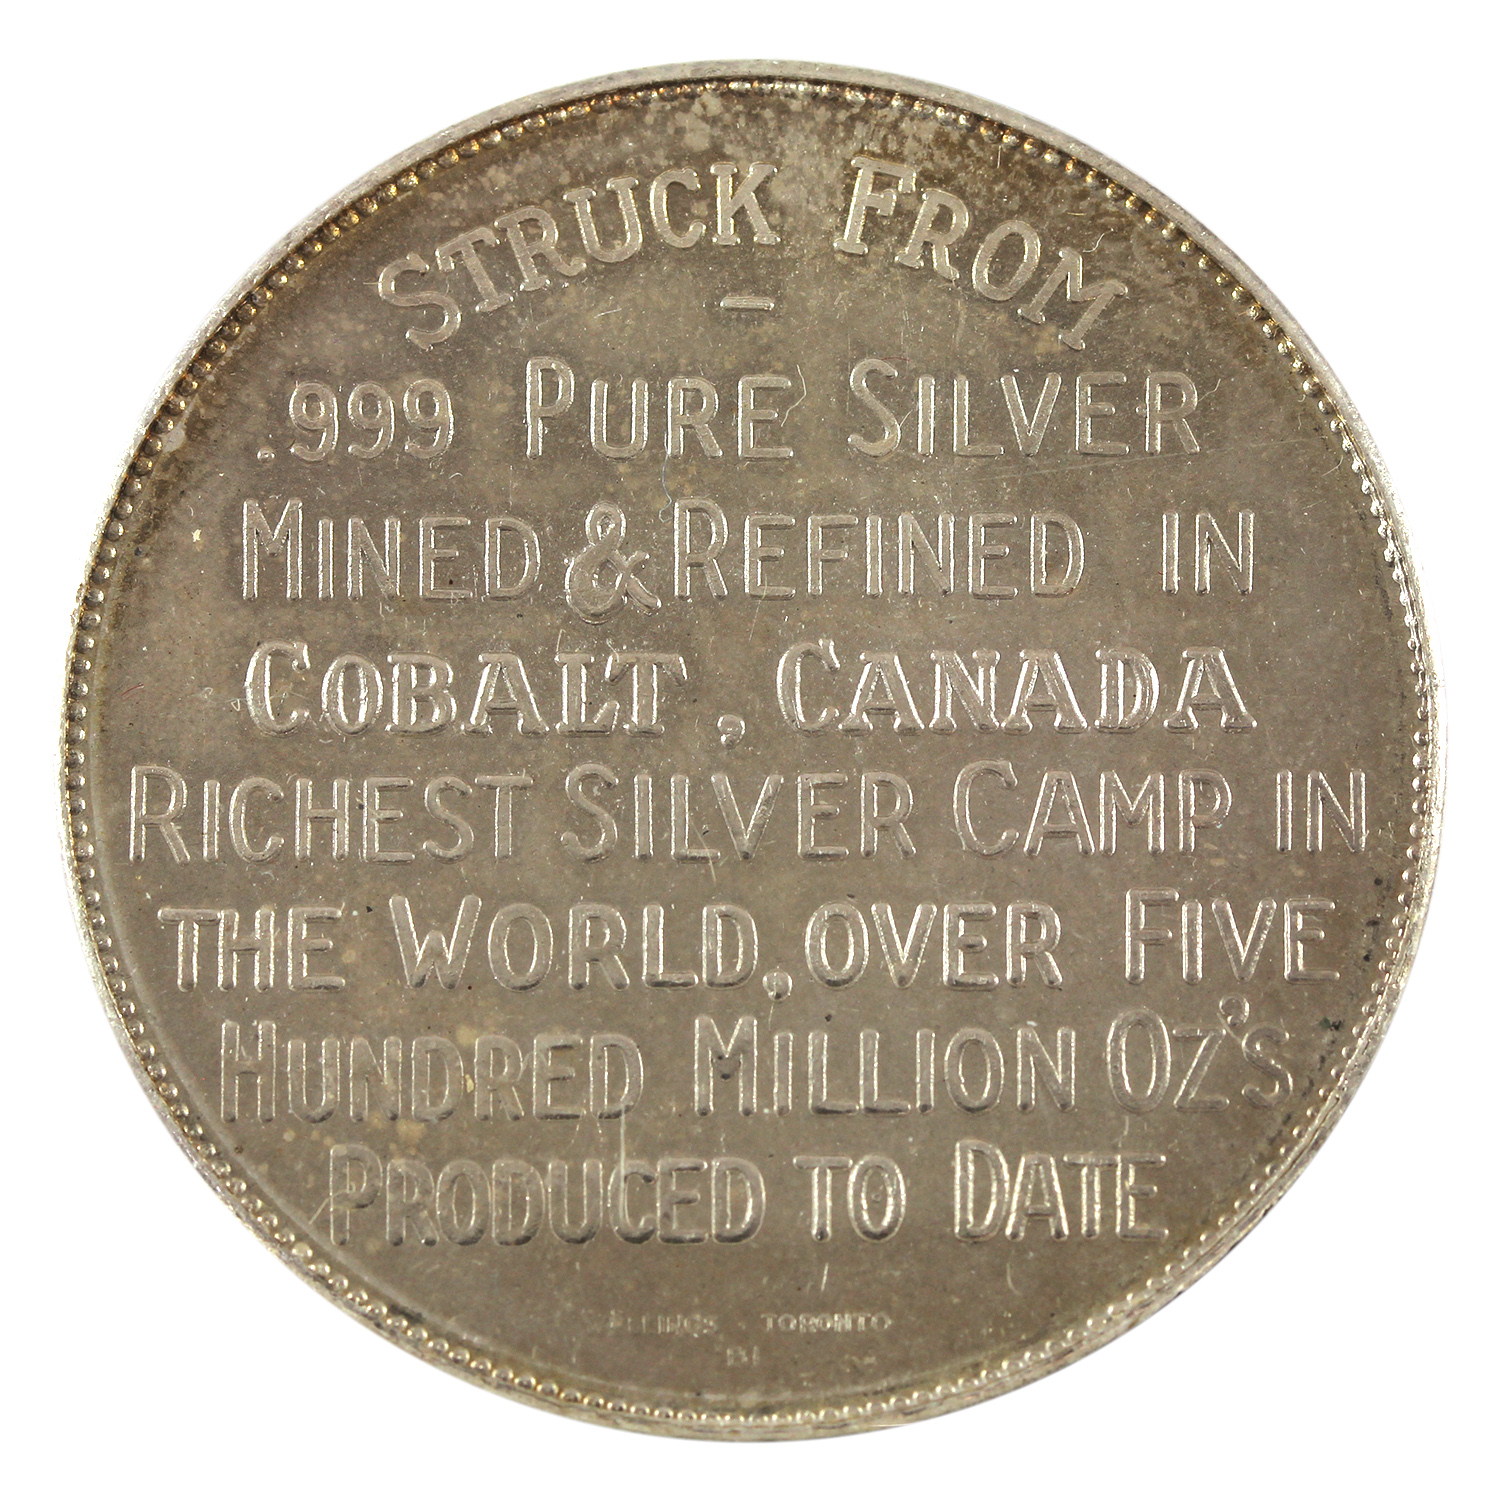 STRUCK FROM
–
.999 PURE SILVER
MINED & REFINED IN
COBALT, CANADA
RICHEST SILVER CAMP IN
THE WORLD, OVER FIVE
HUNDRED MILLION OZ'S
PRODUCED TO DATE
TORONTO